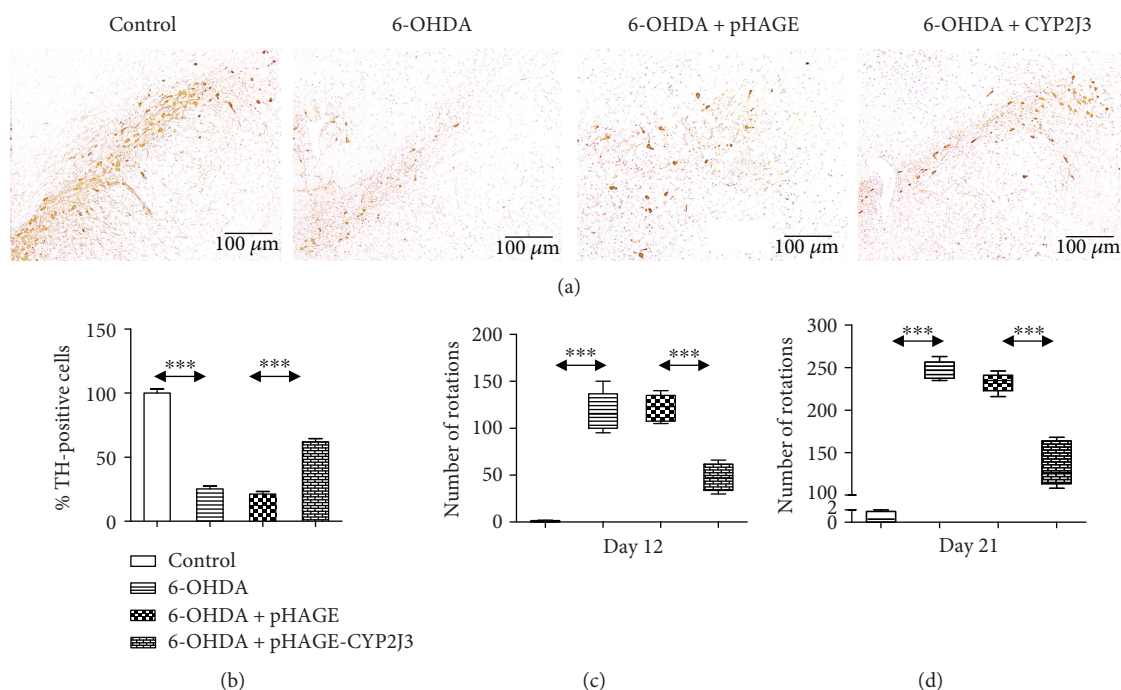 Control 6-OHDA 6-OHDA + pHAGE 6-OHDA + CYP2J3
100 μm 100 μm 100 μm 100 μm
(a)
% TH-positive cells
150
100
50
0
***
***
Control
6-OHDA
6-OHDA + pHAGE
6-OHDA + pHAGE-CYP2J3
(b)
Number of rotations
200
150
100
50
0
***
***
Day 12
(c)
Number of rotations
300
250
200
150
100
2
0
***
***
Day 21
(d)